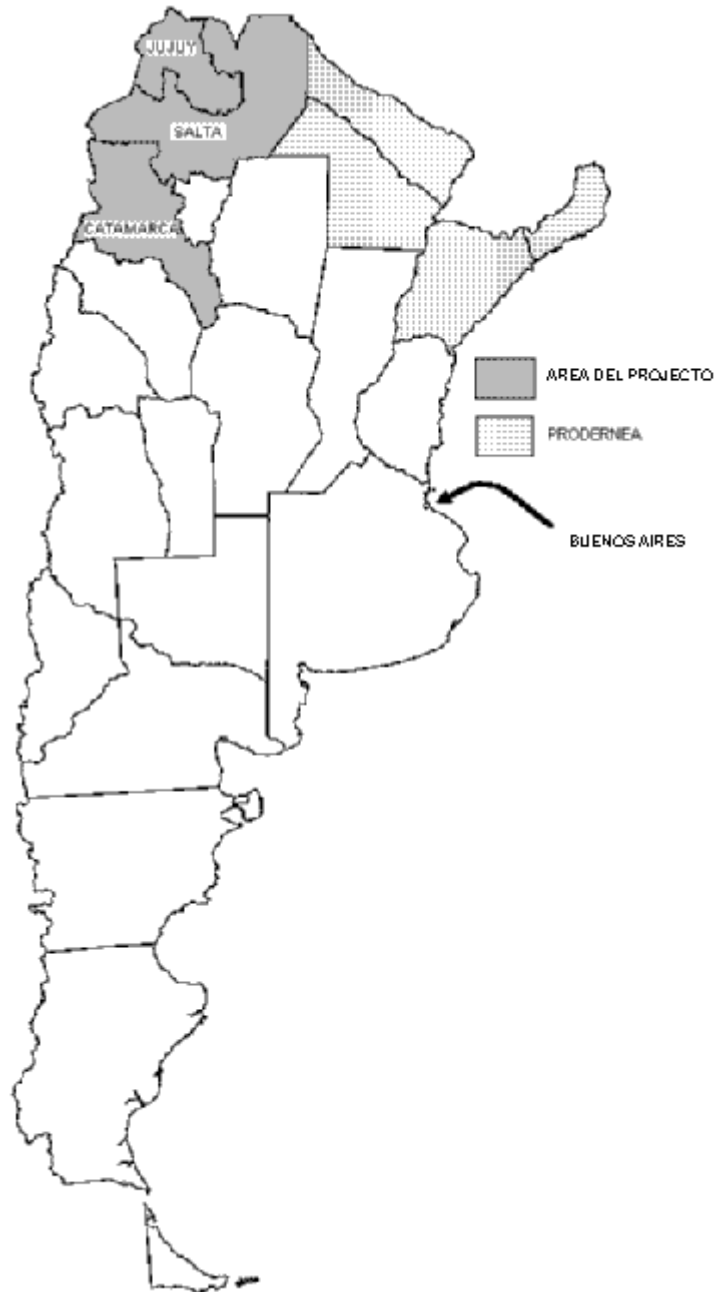 JUJUY
SALTA
CATAMARCA
AREA DEL PROJECTO
PRODERNEA
BUENOS AIRES